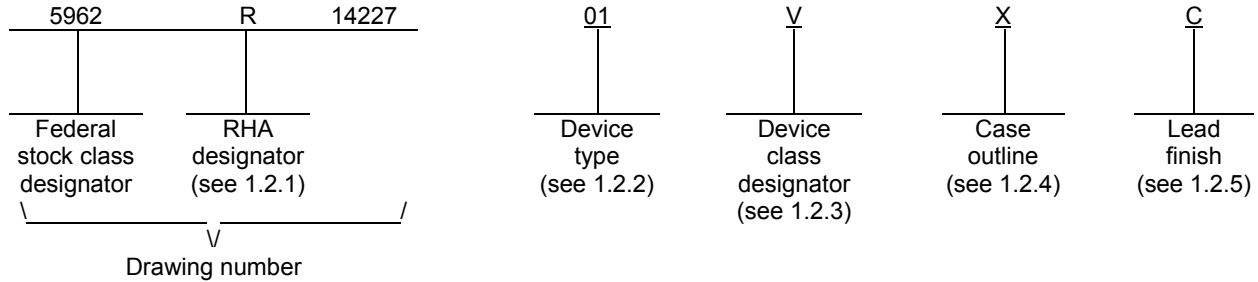 5962 R 14227 01 V X C
Federal RHA Device Device Case Lead
stock class designator type class outline finish
designator (see 1.2.1) (see 1.2.2) designator (see 1.2.4) (see 1.2.5)
(see 1.2.3)
\ /
\/
Drawing number